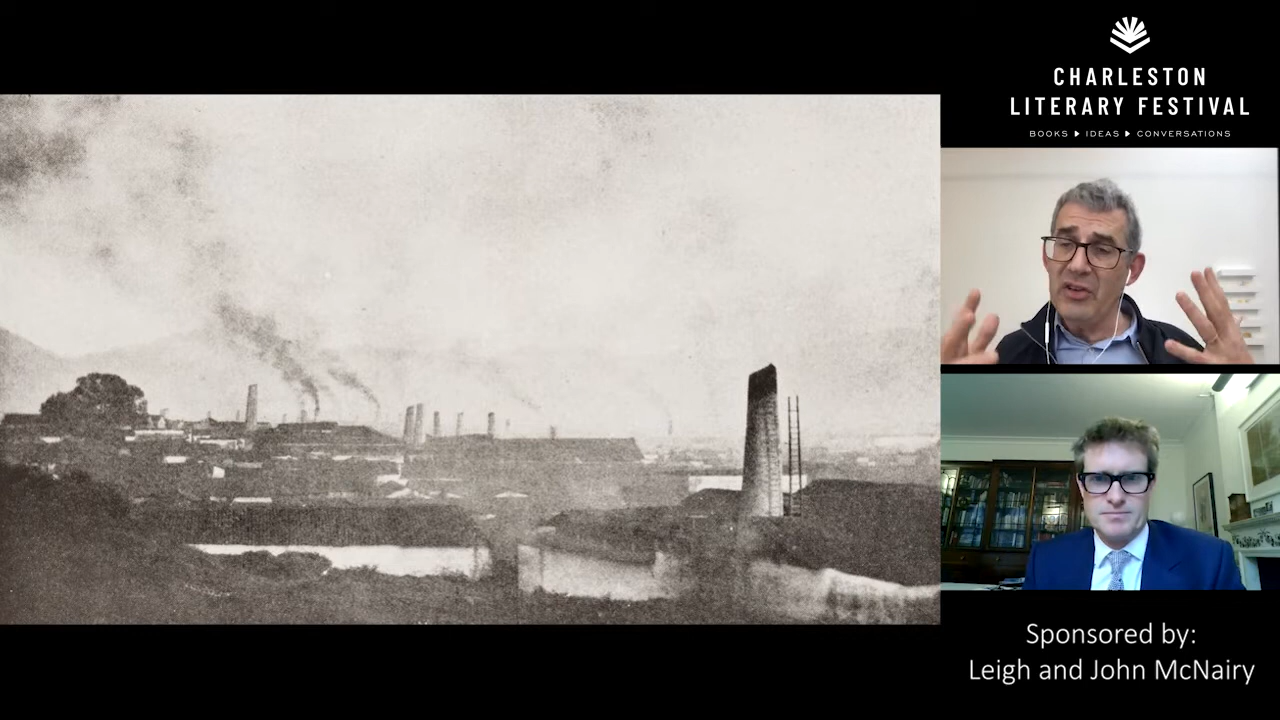 CHARLESTON
LITERARY FESTIVAL
BOOKS ▶ IDEAS ▶ CONVERSATIONS
Sponsored by:
Leigh and John McNairy